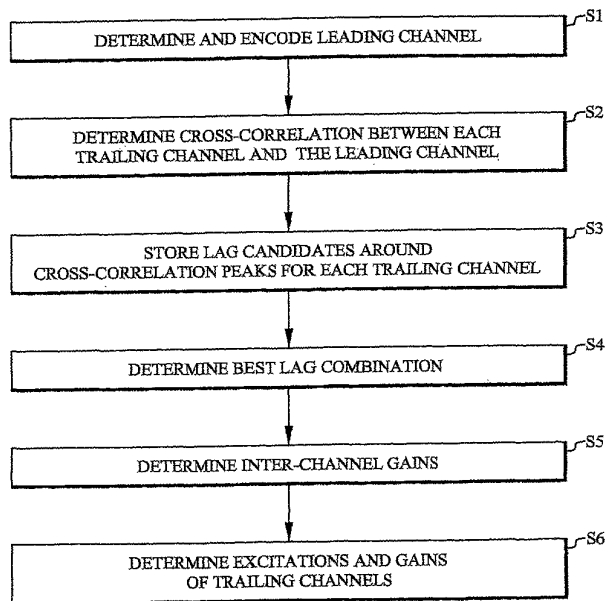 S1
DETERMINE AND ENCODE LEADING CHANNEL
S2
DETERMINE CROSS-CORRELATION BETWEEN EACH
TRAILING CHANNEL AND THE LEADING CHANNEL
S3
STORE LAG CANDIDATES AROUND
CROSS-CORRELATION PEAKS FOR EACH TRAILING CHANNEL
S4
DETERMINE BEST LAG COMBINATION
S5
DETERMINE INTER-CHANNEL GAINS
S6
DETERMINE EXCITATIONS AND GAINS
OF TRAILING CHANNELS